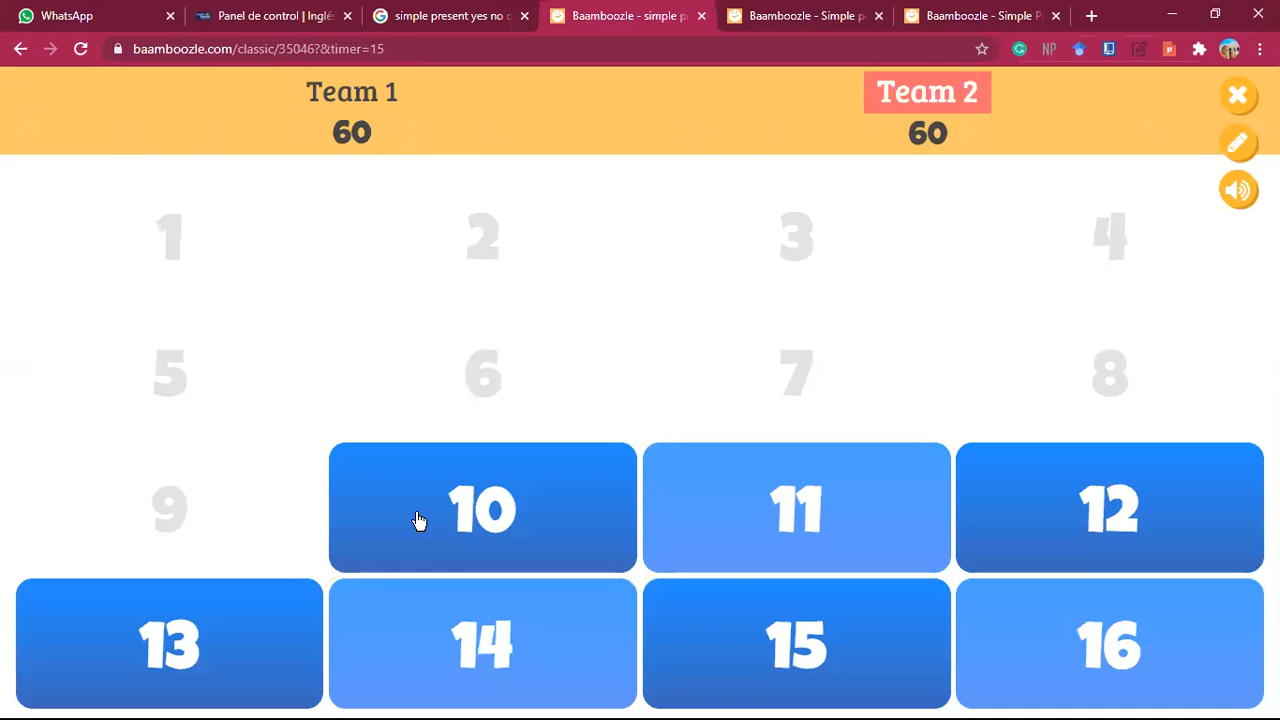 WhatsApp
Panel de control | Inglé
simple present yes no q
Baamboozle - simple pr
Baamboozle - Simple p
Baamboozle - Simple P
baamboozle.com/classic/35046?&timer=15
NP
Team 1
Team 2
60
60
1
2
3
4
5
6
7
8
9
10
11
12
13
14
15
16